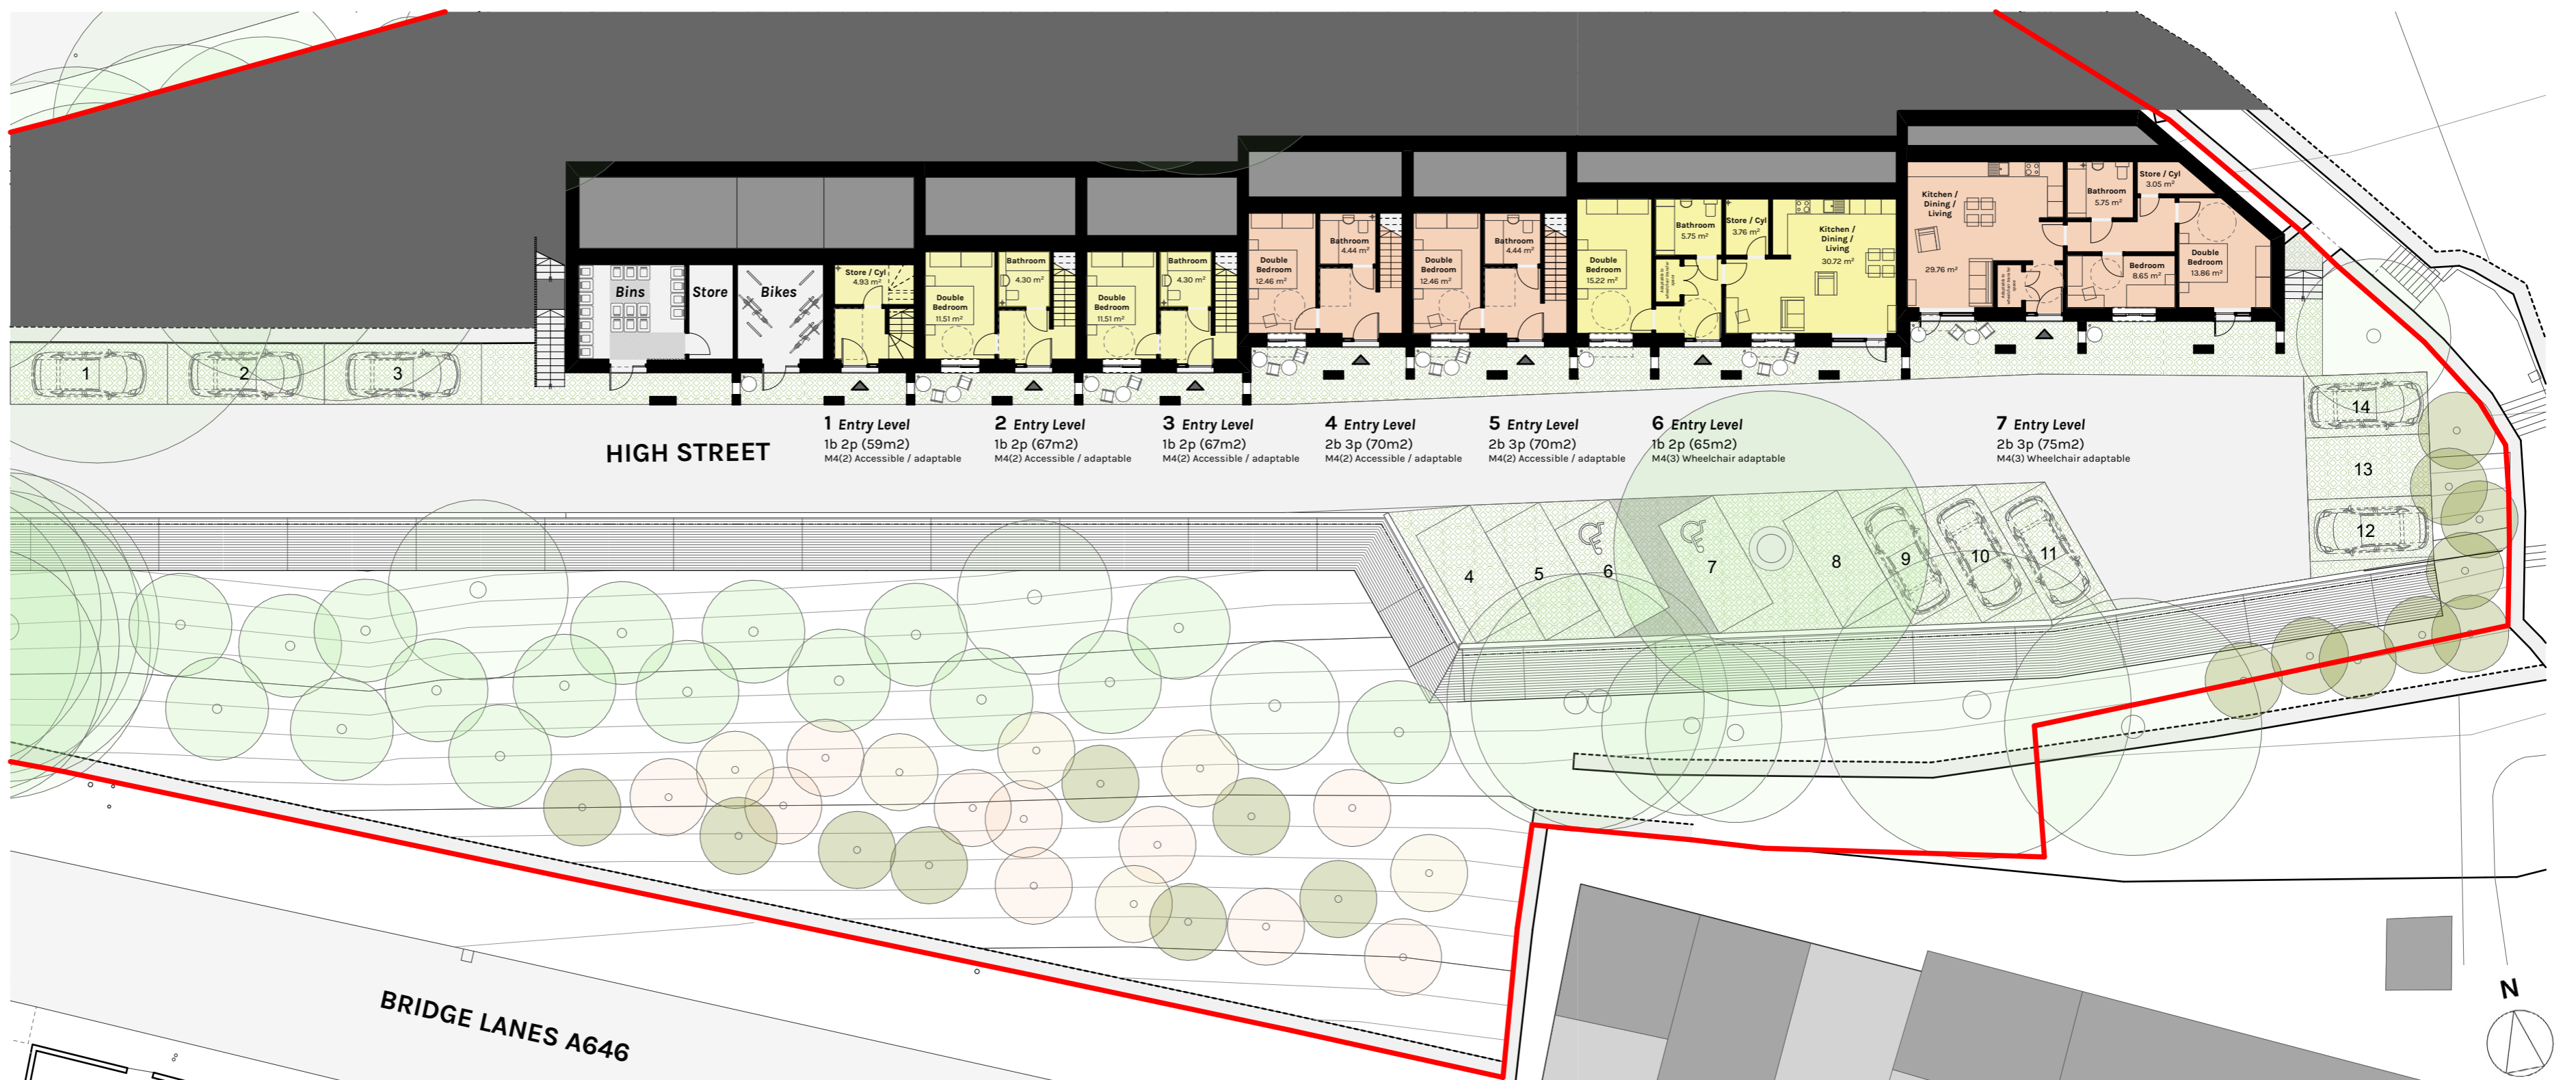 Bins
Store
Bikes
Store / Cyl
4.93 m²
Double
Bedroom
11.51 m²
Bathroom
4.30 m²
Double
Bedroom
11.51 m²
Bathroom
4.30 m²
Double
Bedroom
12.46 m²
Bathroom
4.44 m²
Double
Bedroom
12.46 m²
Bathroom
4.44 m²
Double
Bedroom
15.22 m²
Bathroom
5.75 m²
Store / Cyl
3.76 m²
Kitchen /
Dining /
Living
30.72 m²
Kitchen /
Dining /
Living
29.76 m²
Bathroom
5.75 m²
Store / Cyl
3.05 m²
Bedroom
8.65 m²
Double
Bedroom
13.86 m²
1
2
3
HIGH STREET
1 Entry Level
1b 2p (59m2)
M4(2) Accessible / adaptable
2 Entry Level
1b 2p (67m2)
M4(2) Accessible / adaptable
3 Entry Level
1b 2p (67m2)
M4(2) Accessible / adaptable
4 Entry Level
2b 3p (70m2)
M4(2) Accessible / adaptable
5 Entry Level
2b 3p (70m2)
M4(2) Accessible / adaptable
6 Entry Level
1b 2p (65m2)
M4(3) Wheelchair adaptable
7 Entry Level
2b 3p (75m2)
M4(3) Wheelchair adaptable
14
13
12
4
5
6
7
8
9
10
11
BRIDGE LANES A646
N